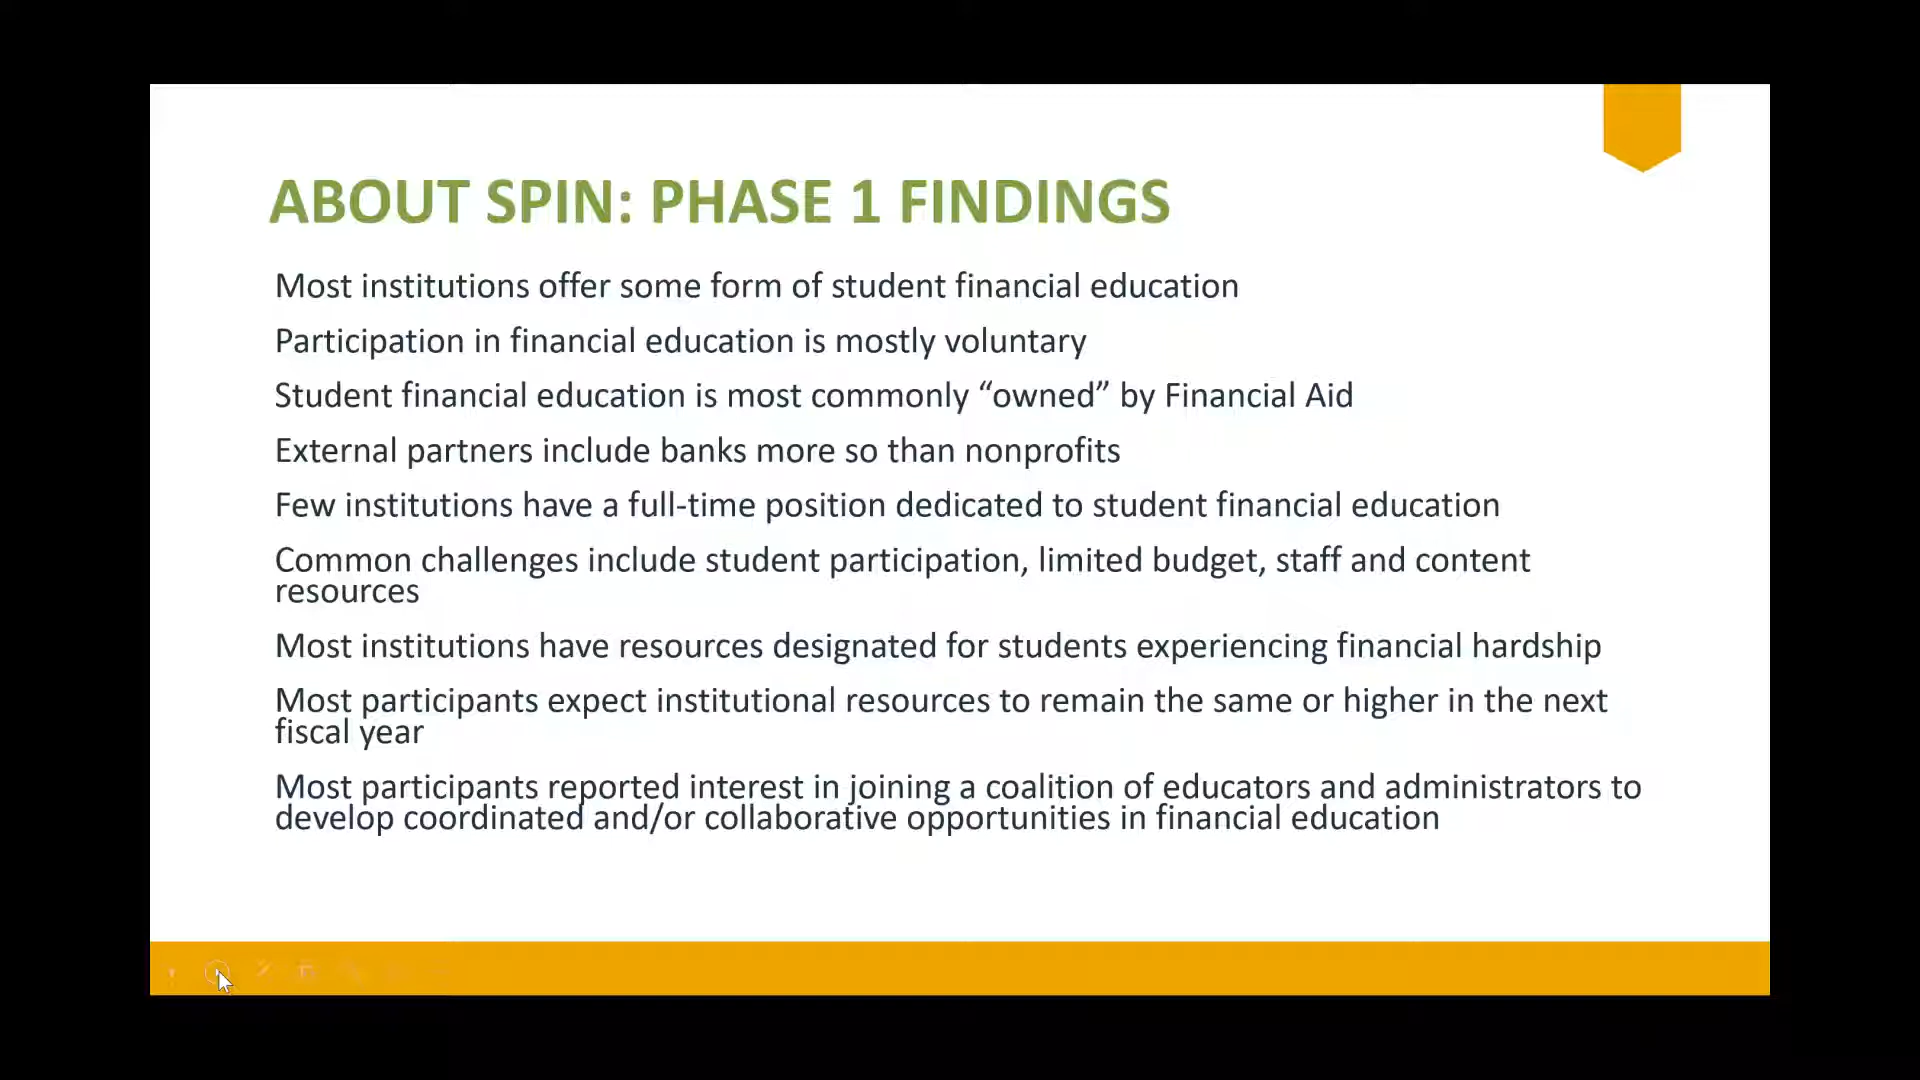 ABOUT SPIN: PHASE 1 FINDINGS
Most institutions offer some form of student financial education
Participation in financial education is mostly voluntary
Student financial education is most commonly “owned” by Financial Aid
External partners include banks more so than nonprofits
Few institutions have a full-time position dedicated to student financial education
Common challenges include student participation, limited budget, staff and content
resources
Most institutions have resources designated for students experiencing financial hardship
Most participants expect institutional resources to remain the same or higher in the next
fiscal year
Most participants reported interest in joining a coalition of educators and administrators to
develop coordinated and/or collaborative opportunities in financial education